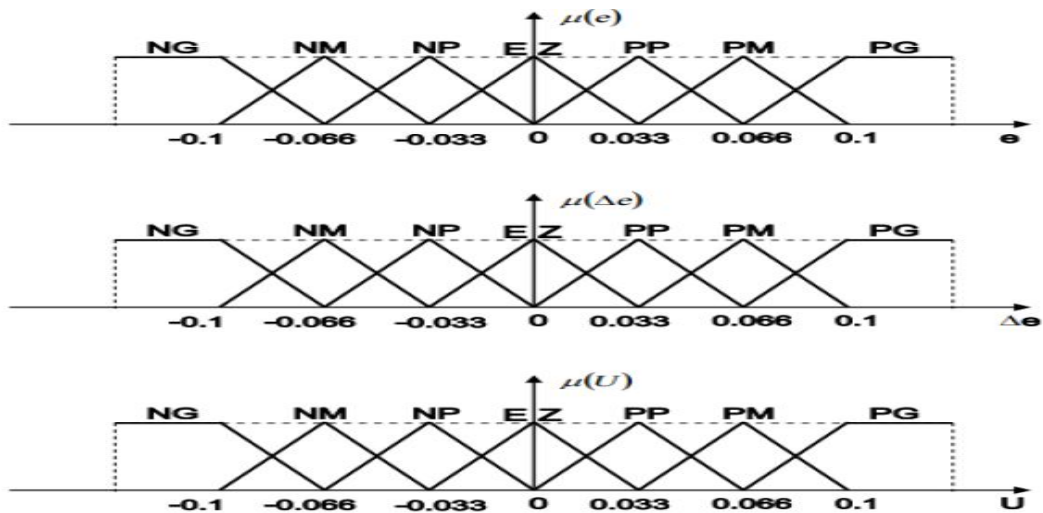 μ(e)
NG NM NP EZ PP PM PG
-0.1 -0.066 -0.033 0 0.033 0.066 0.1 e
μ(Δe)
NG NM NP EZ PP PM PG
-0.1 -0.066 -0.033 0 0.033 0.066 0.1 Δe
μ(U)
NG NM NP EZ PP PM PG
-0.1 -0.066 -0.033 0 0.033 0.066 0.1 U